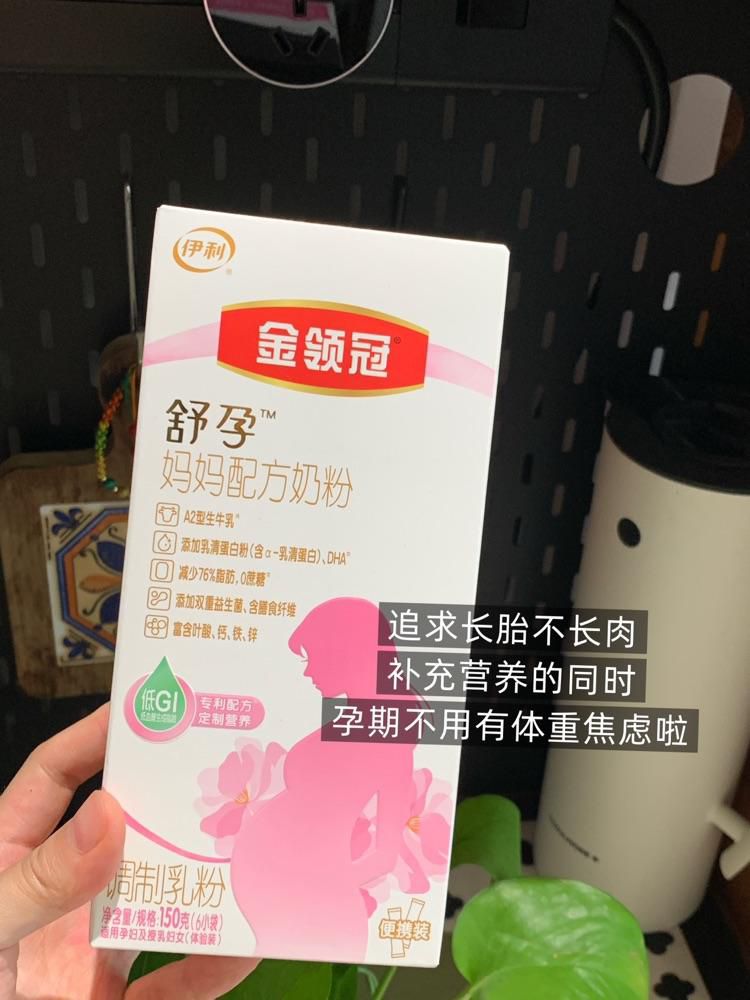 伊利
金领冠
舒孕™
妈妈配方奶粉
A2型生牛乳
添加乳清蛋白粉(含α-乳清蛋白)、DHA
减少76%脂肪,0蔗糖
添加双重益生菌、含膳食纤维
富含叶酸、钙、铁、锌
低GI
专利配方
定制营养
追求长胎不长肉
补充营养的同时
孕期不用有体重焦虑啦
调制乳粉
净含量/规格:150克(6小袋)
适用孕妇及授乳妇女(体验装)
便携装